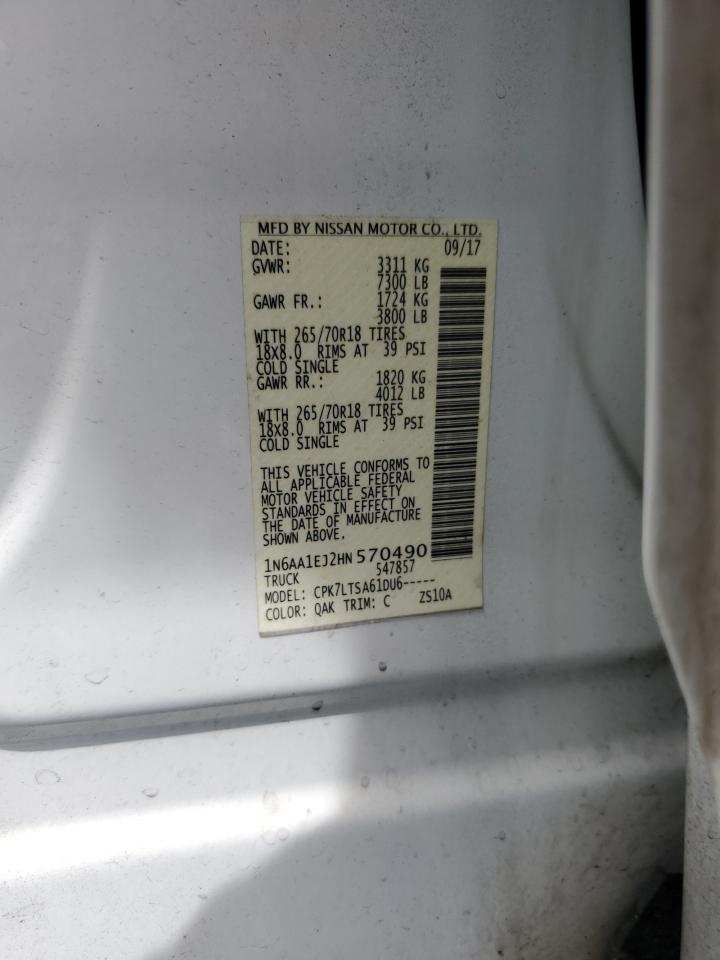 MFD BY NISSAN MOTOR CO., LTD.
DATE: 09/17
GVWR: 3311 KG
7300 LB
GAWR FR.: 1724 KG
3800 LB
WITH 265/70R18 TIRES
18X8.0 RIMS AT 39 PSI
COLD SINGLE
GAWR RR.: 1820 KG
4012 LB
WITH 265/70R18 TIRES
18X8.0 RIMS AT 39 PSI
COLD SINGLE
THIS VEHICLE CONFORMS TO
ALL APPLICABLE FEDERAL
MOTOR VEHICLE SAFETY
STANDARDS IN EFFECT ON
THE DATE OF MANUFACTURE
SHOWN ABOVE.
1N6AA1EJ2HN570490
TRUCK 547857
MODEL: CPK7LTSA61DU6-----
COLOR: QAK TRIM: C ZS10A